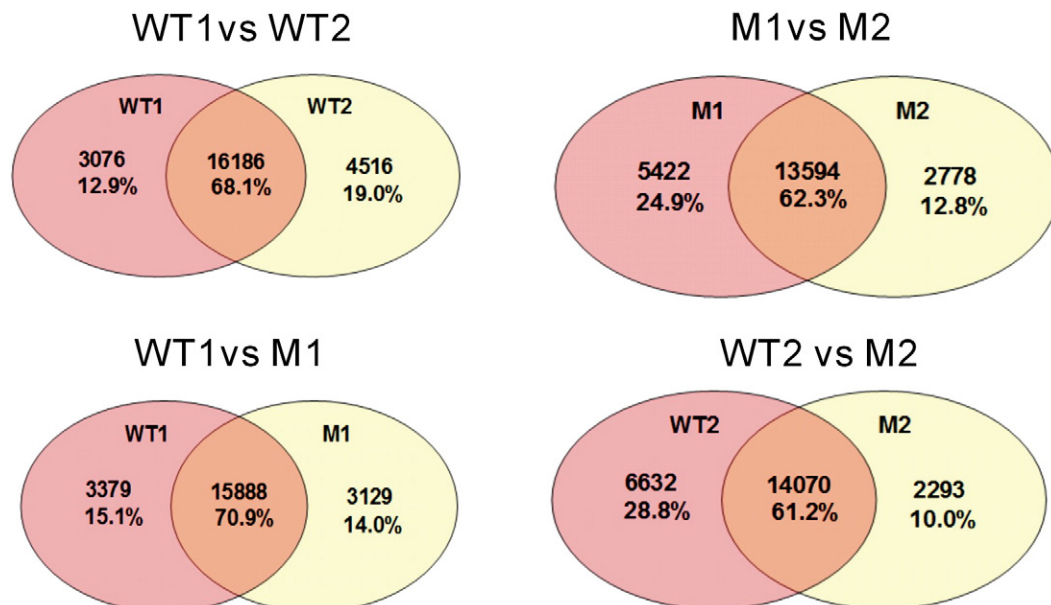 WT1vs WT2
WT1
WT2
3076
12.9%
16186
68.1%
4516
19.0%
M1vs M2
M1
M2
5422
24.9%
13594
62.3%
2778
12.8%
WT1vs M1
WT1
M1
3379
15.1%
15888
70.9%
3129
14.0%
WT2 vs M2
WT2
M2
6632
28.8%
14070
61.2%
2293
10.0%